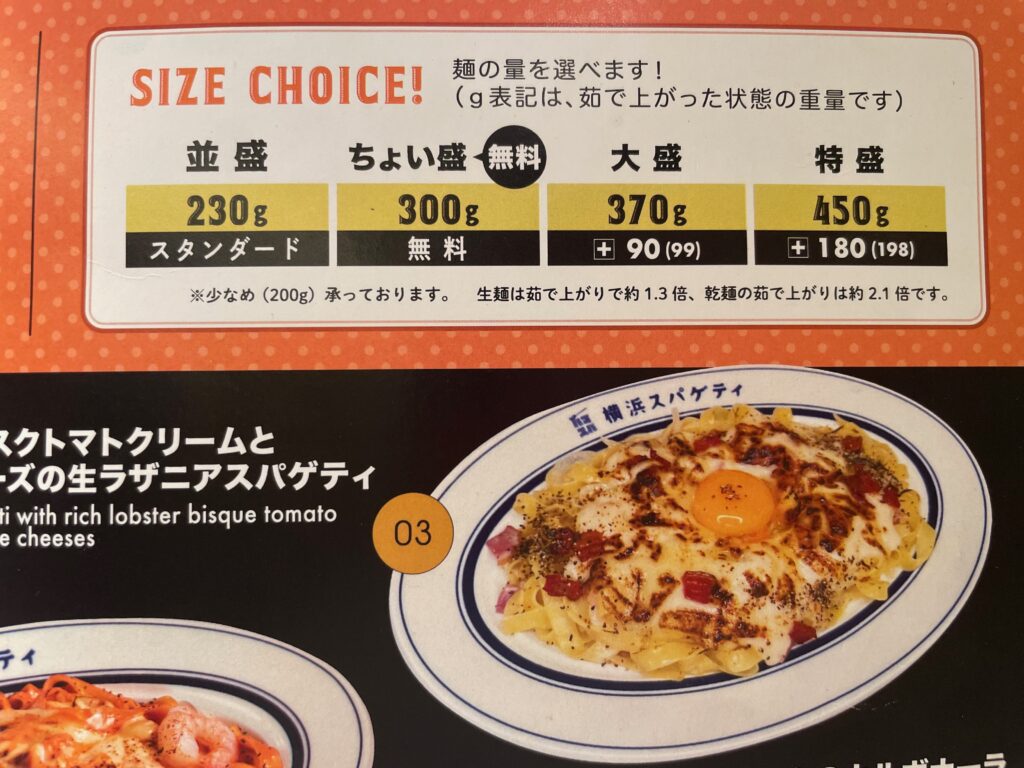 SIZE CHOICE!
麺の量を選べます！
（g表記は、茹で上がった状態の重量です）
並盛 ちょい盛 無料 大盛 特盛
230g 300g 370g 450g
スタンダード 無料 + 90 (99) + 180 (198)
※少なめ（200g）承っております。 生麺は茹で上がりで約1.3倍、乾麺の茹で上がりは約2.1倍です。
横浜スパゲティ
スクトマトクリームと
ーズの生ラザニアスパゲティ
ti with rich lobster bisque tomato
e cheeses
03
ティ
カルボナーラ